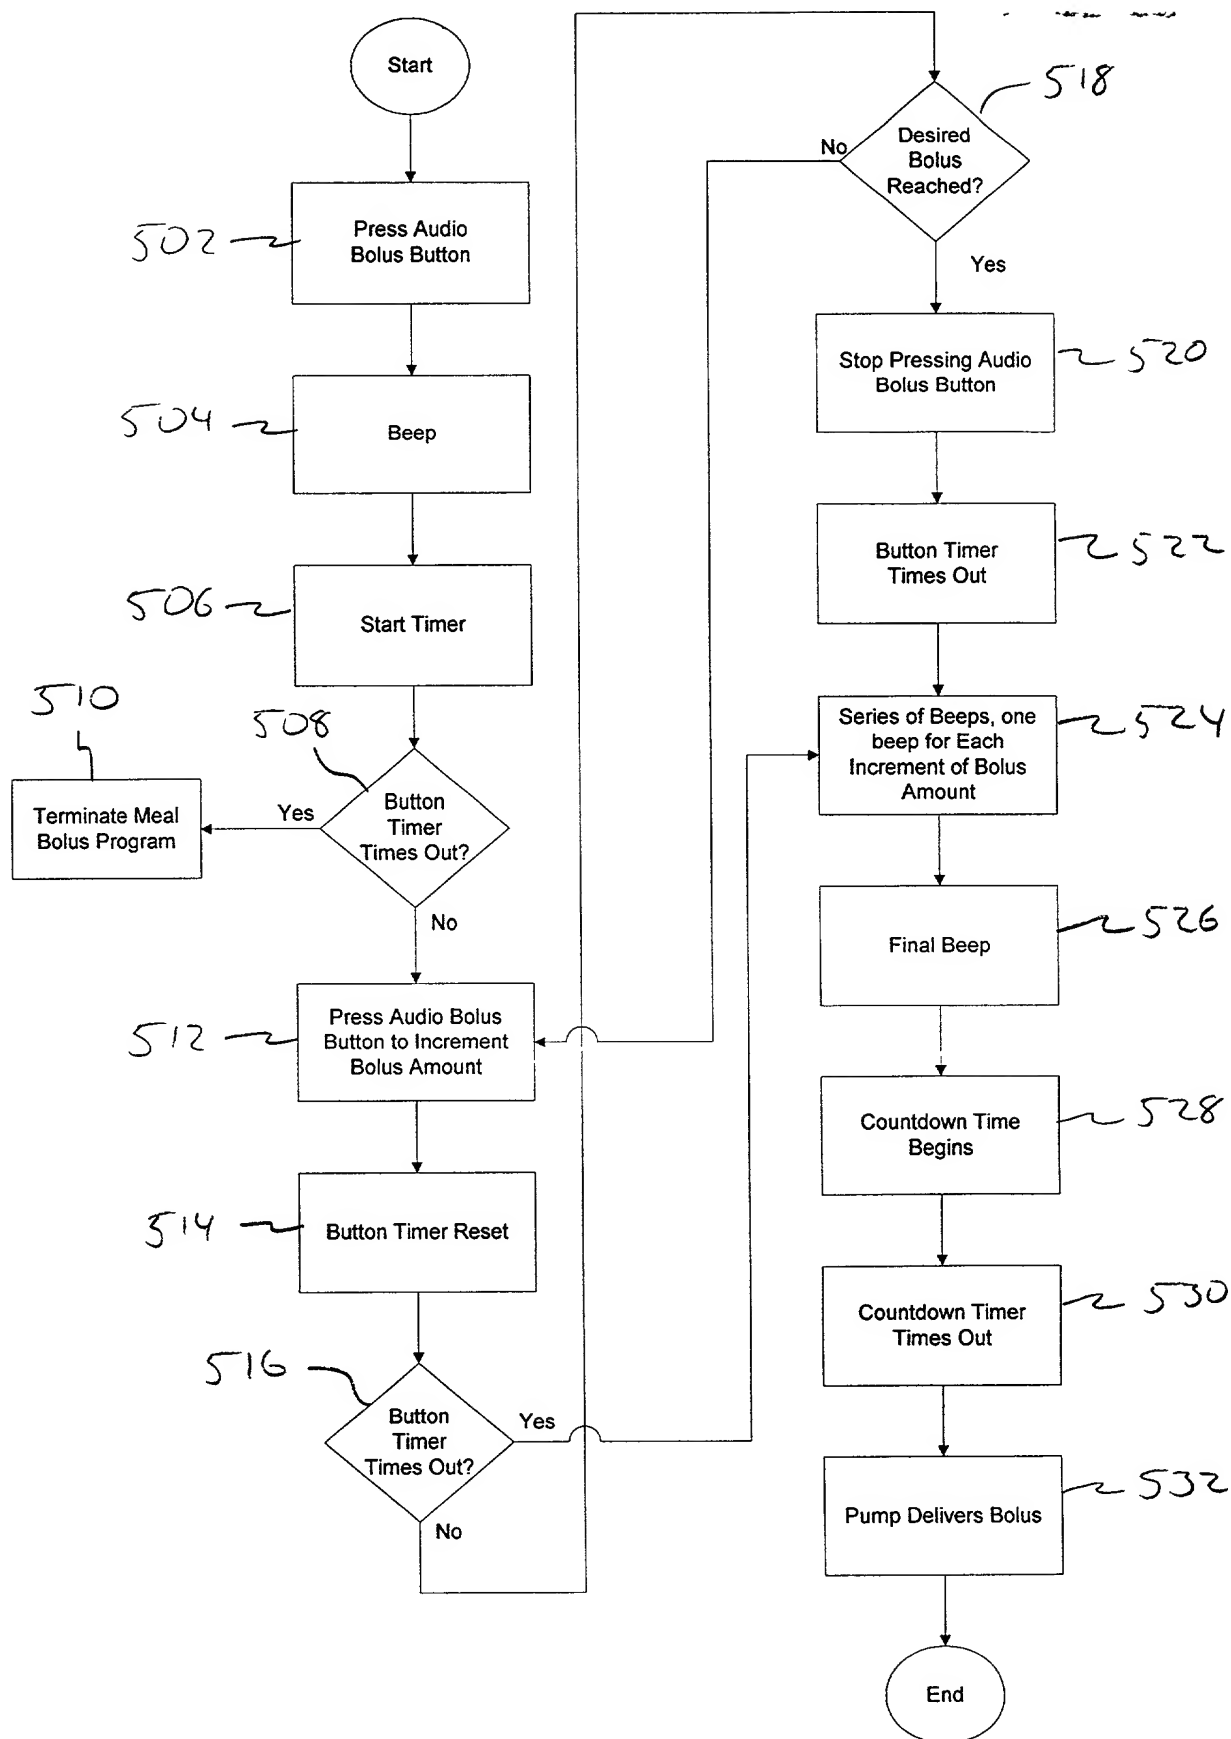 Start
502
Press Audio
Bolus Button
504
Beep
506
Start Timer
508
Button
Timer
Times Out?
Yes
510
Terminate Meal
Bolus Program
No
512
Press Audio Bolus
Button to Increment
Bolus Amount
514
Button Timer Reset
516
Button
Timer
Times Out?
Yes
No
518
Desired
Bolus
Reached?
No
Yes
520
Stop Pressing Audio
Bolus Button
522
Button Timer
Times Out
524
Series of Beeps, one
beep for Each
Increment of Bolus
Amount
526
Final Beep
528
Countdown Time
Begins
530
Countdown Timer
Times Out
532
Pump Delivers Bolus
End